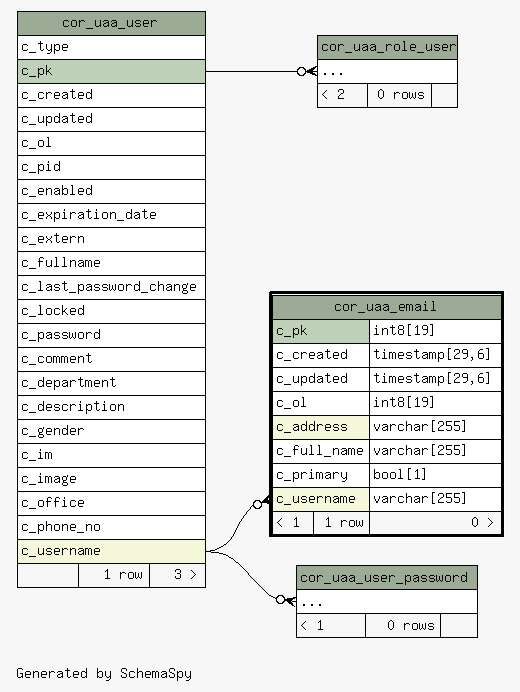 cor_uaa_user
c_type
c_pk
c_created
c_updated
c_ol
c_pid
c_enabled
c_expiration_date
c_extern
c_fullname
c_last_password_change
c_locked
c_password
c_comment
c_department
c_description
c_gender
c_im
c_image
c_office
c_phone_no
c_username
1 row 3 >
cor_uaa_role_user
...
< 2 0 rows
cor_uaa_email
c_pk int8[19]
c_created timestamp[29,6]
c_updated timestamp[29,6]
c_ol int8[19]
c_address varchar[255]
c_full_name varchar[255]
c_primary bool[1]
c_username varchar[255]
< 1 1 row 0 >
cor_uaa_user_password
...
< 1 0 rows
Generated by SchemaSpy